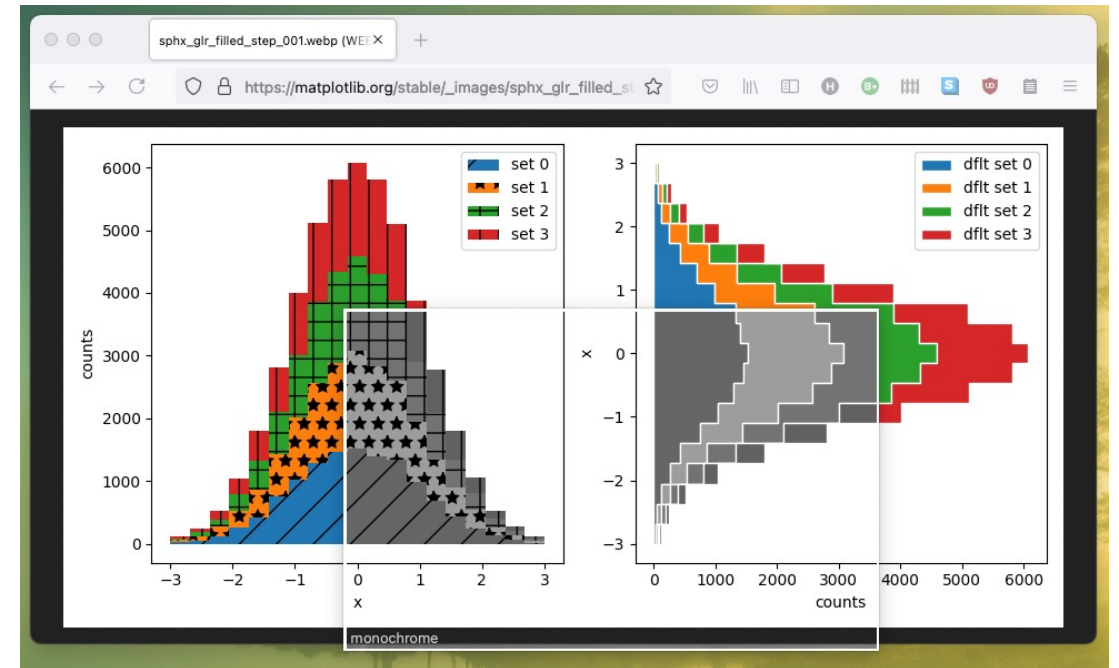 sphx_glr_filled_step_001.webp (WEE
https://matplotlib.org/stable/_images/sphx_glr_filled_st
6000
5000
4000
3000
2000
1000
0
counts
−3 −2 −1 0 1 2 3
x
set 0
set 1
set 2
set 3
3
2
1
0
−1
−2
−3
x
0 1000 2000 3000 4000 5000 6000
counts
dflt set 0
dflt set 1
dflt set 2
dflt set 3
monochrome